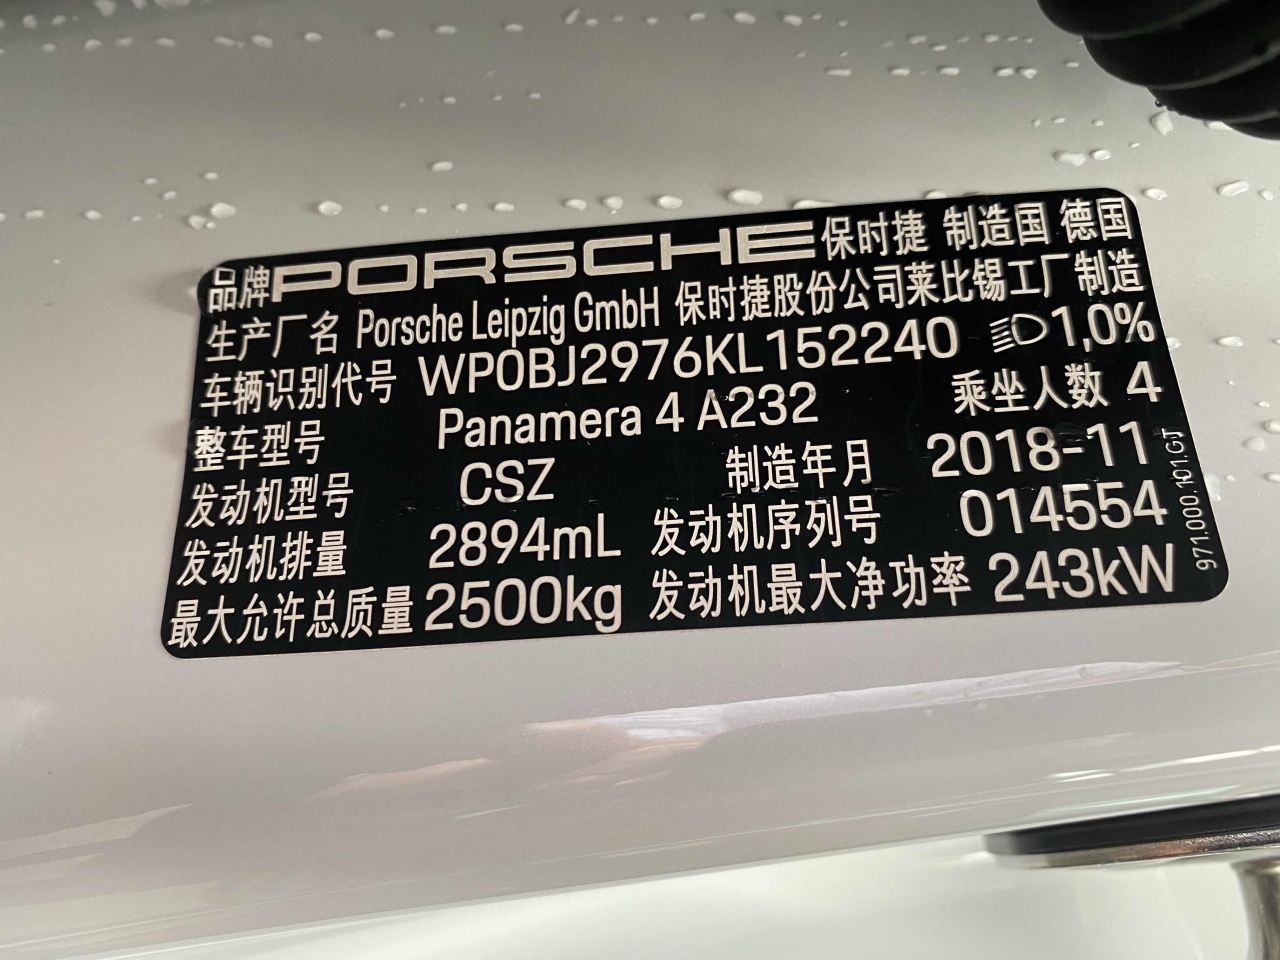 品牌PORSCHE保时捷 制造国 德国
生产厂名 Porsche Leipzig GmbH 保时捷股份公司莱比锡工厂制造
车辆识别代号 WP0BJ2976KL152240 1,0%
整车型号 Panamera 4 A232 乘坐人数 4
发动机型号 CSZ 制造年月 2018-11
发动机排量 2894mL 发动机序列号 014554
最大允许总质量 2500kg 发动机最大净功率 243kW
971.000.101.GT